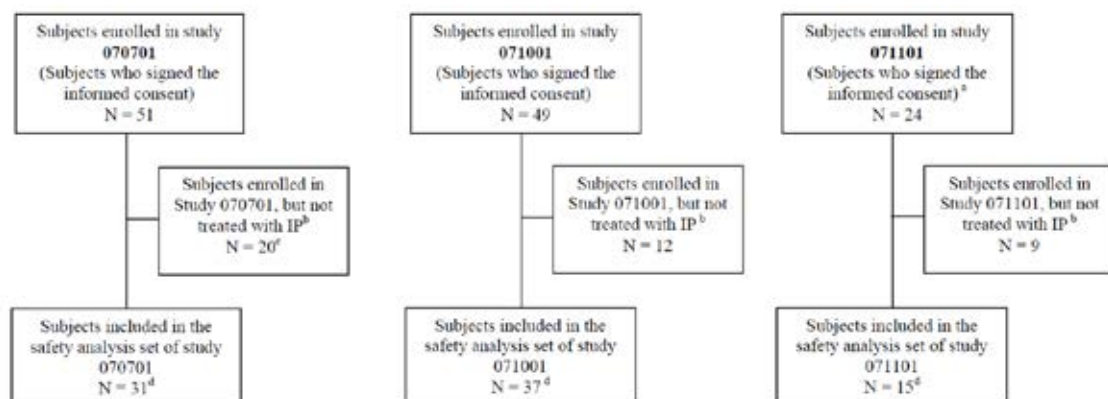 Subjects enrolled in study
070701
(Subjects who signed the
informed consent)
N = 51
Subjects enrolled in
Study 070701, but not
treated with IPᵇ
N = 20ᶜ
Subjects included in the
safety analysis set of study
070701
N = 31ᵈ
Subjects enrolled in study
071001
(Subjects who signed the
informed consent)
N = 49
Subjects enrolled in
Study 071001, but not
treated with IP ᵇ
N = 12
Subjects included in the
safety analysis set of study
071001
N = 37 ᵈ
Subjects enrolled in study
071101
(Subjects who signed the
informed consent) ᵃ
N = 24
Subjects enrolled in
Study 071101, but not
treated with IP ᵇ
N = 9
Subjects included in the
safety analysis set of study
071101
N = 15ᵈ